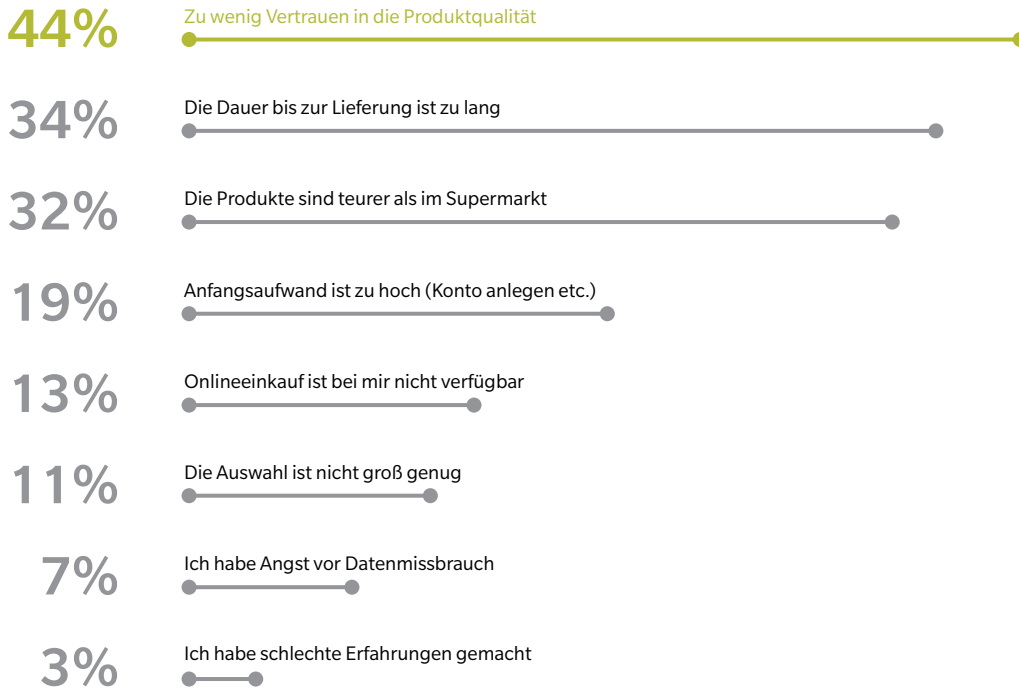 44% Zu wenig Vertrauen in die Produktqualität
34% Die Dauer bis zur Lieferung ist zu lang
32% Die Produkte sind teurer als im Supermarkt
19% Anfangsaufwand ist zu hoch (Konto anlegen etc.)
13% Onlineeinkauf ist bei mir nicht verfügbar
11% Die Auswahl ist nicht groß genug
7% Ich habe Angst vor Datenmissbrauch
3% Ich habe schlechte Erfahrungen gemacht